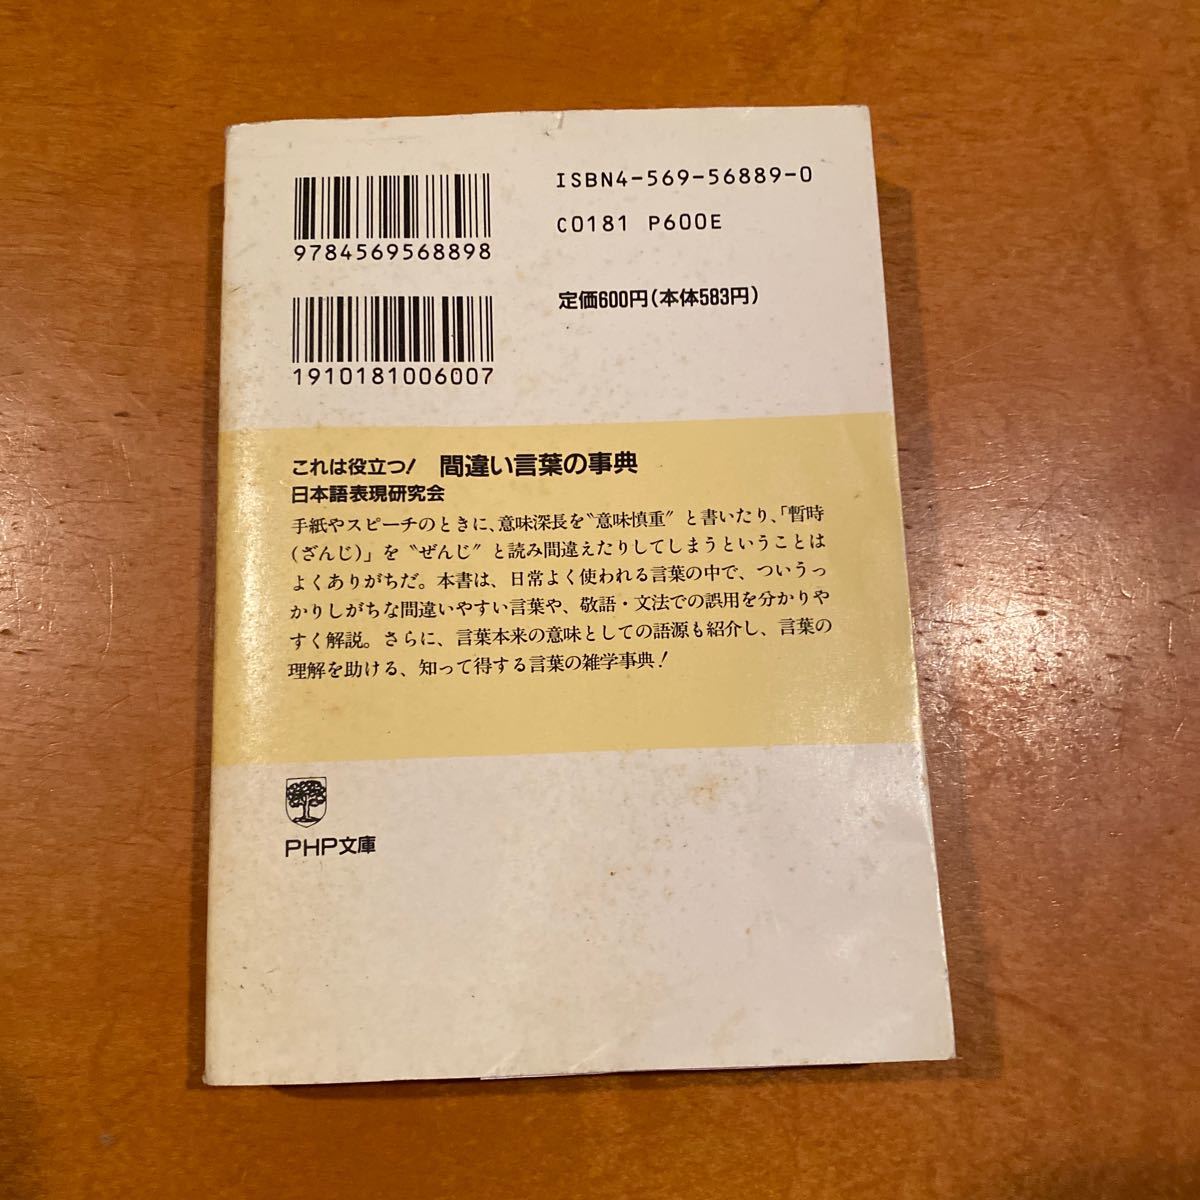 ISBN4-569-56889-0
C0181 P600E
9784569568898
定価600円(本体583円)
1910181006007
これは役立つ! 間違い言葉の事典
日本語表現研究会
手紙やスピーチのときに、意味深長を〝意味慎重〟と書いたり、「暫時
(ざんじ)」を〝ぜんじ〟と読み間違えたりしてしまうということは
よくありがちだ。本書は、日常よく使われる言葉の中で、ついうっ
かりしがちな間違いやすい言葉や、敬語・文法での誤用を分かりや
すく解説。さらに、言葉本来の意味としての語源も紹介し、言葉の
理解を助ける、知って得する言葉の雑学事典!
PHP文庫